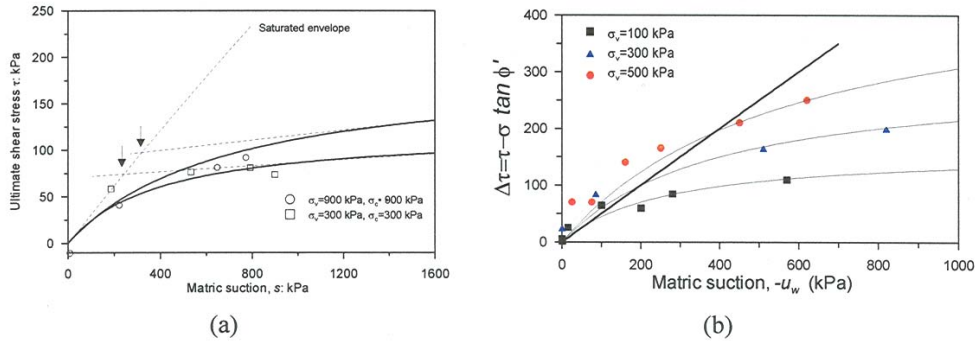 250
200
150
100
50
0
Ultimate shear stress τ: kPa
Saturated envelope
σᵥ=900 kPa, σc• 900 kPa
σᵥ=300 kPa, σc=300 kPa
0 400 800 1200 1600
Matric suction, s: kPa
(a)
400
300
200
100
0
Δτ=τ−σ tan ϕ'
σᵥ=100 kPa
σᵥ=300 kPa
σᵥ=500 kPa
0 200 400 600 800 1000
Matric suction, -u_w (kPa)
(b)